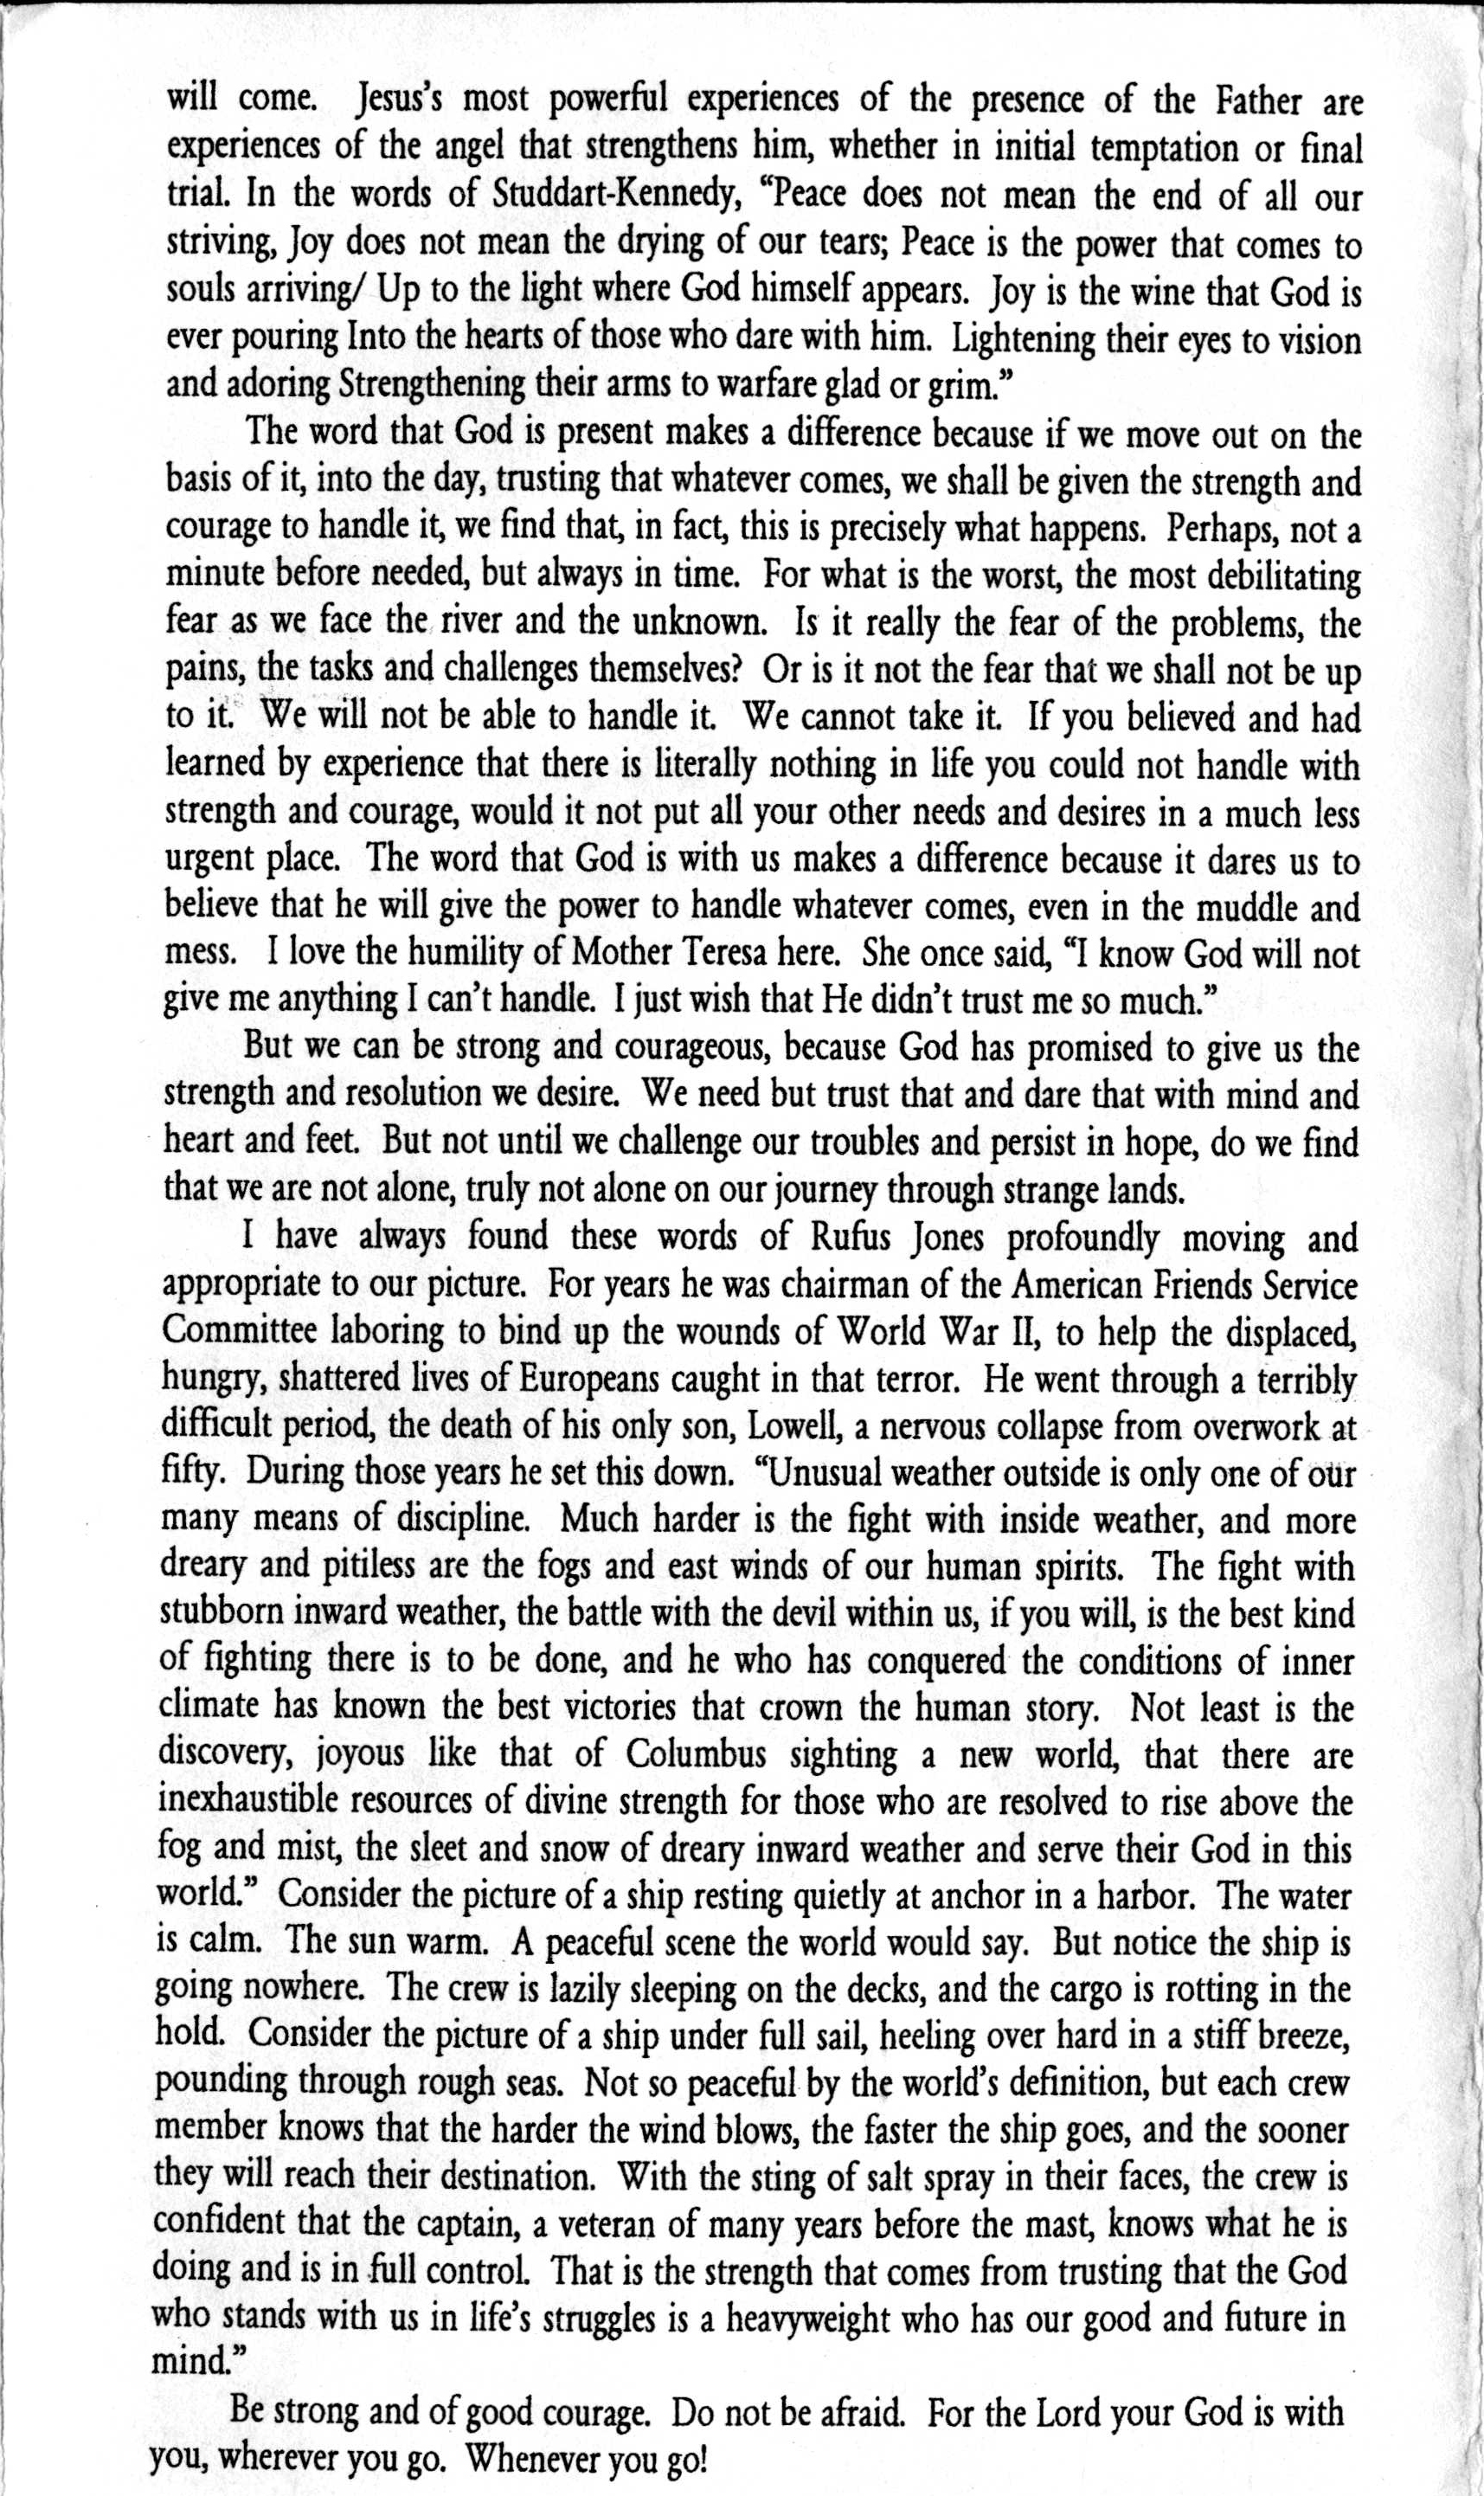 will come. Jesus's most powerful experiences of the presence of the Father are
experiences of the angel that strengthens him, whether in initial temptation or final
trial. In the words of Studdart-Kennedy, “Peace does not mean the end of all our
striving, Joy does not mean the drying of our tears; Peace is the power that comes to
souls arriving/ Up to the light where God himself appears. Joy is the wine that God is
ever pouring Into the hearts of those who dare with him. Lightening their eyes to vision
and adoring Strengthening their arms to warfare glad or grim.”
The word that God is present makes a difference because if we move out on the
basis of it, into the day, trusting that whatever comes, we shall be given the strength and
courage to handle it, we find that, in fact, this is precisely what happens. Perhaps, not a
minute before needed, but always in time. For what is the worst, the most debilitating
fear as we face the river and the unknown. Is it really the fear of the problems, the
pains, the tasks and challenges themselves? Or is it not the fear that we shall not be up
to it. We will not be able to handle it. We cannot take it. If you believed and had
learned by experience that there is literally nothing in life you could not handle with
strength and courage, would it not put all your other needs and desires in a much less
urgent place. The word that God is with us makes a difference because it dares us to
believe that he will give the power to handle whatever comes, even in the muddle and
mess. I love the humility of Mother Teresa here. She once said, “I know God will not
give me anything I can't handle. I just wish that He didn't trust me so much.”
But we can be strong and courageous, because God has promised to give us the
strength and resolution we desire. We need but trust that and dare that with mind and
heart and feet. But not until we challenge our troubles and persist in hope, do we find
that we are not alone, truly not alone on our journey through strange lands.
I have always found these words of Rufus Jones profoundly moving and
appropriate to our picture. For years he was chairman of the American Friends Service
Committee laboring to bind up the wounds of World War II, to help the displaced,
hungry, shattered lives of Europeans caught in that terror. He went through a terribly
difficult period, the death of his only son, Lowell, a nervous collapse from overwork at
fifty. During those years he set this down. “Unusual weather outside is only one of our
many means of discipline. Much harder is the fight with inside weather, and more
dreary and pitiless are the fogs and east winds of our human spirits. The fight with
stubborn inward weather, the battle with the devil within us, if you will, is the best kind
of fighting there is to be done, and he who has conquered the conditions of inner
climate has known the best victories that crown the human story. Not least is the
discovery, joyous like that of Columbus sighting a new world, that there are
inexhaustible resources of divine strength for those who are resolved to rise above the
fog and mist, the sleet and snow of dreary inward weather and serve their God in this
world.” Consider the picture of a ship resting quietly at anchor in a harbor. The water
is calm. The sun warm. A peaceful scene the world would say. But notice the ship is
going nowhere. The crew is lazily sleeping on the decks, and the cargo is rotting in the
hold. Consider the picture of a ship under full sail, heeling over hard in a stiff breeze,
pounding through rough seas. Not so peaceful by the world's definition, but each crew
member knows that the harder the wind blows, the faster the ship goes, and the sooner
they will reach their destination. With the sting of salt spray in their faces, the crew is
confident that the captain, a veteran of many years before the mast, knows what he is
doing and is in full control. That is the strength that comes from trusting that the God
who stands with us in life's struggles is a heavyweight who has our good and future in
mind.”
Be strong and of good courage. Do not be afraid. For the Lord your God is with
you, wherever you go. Whenever you go!